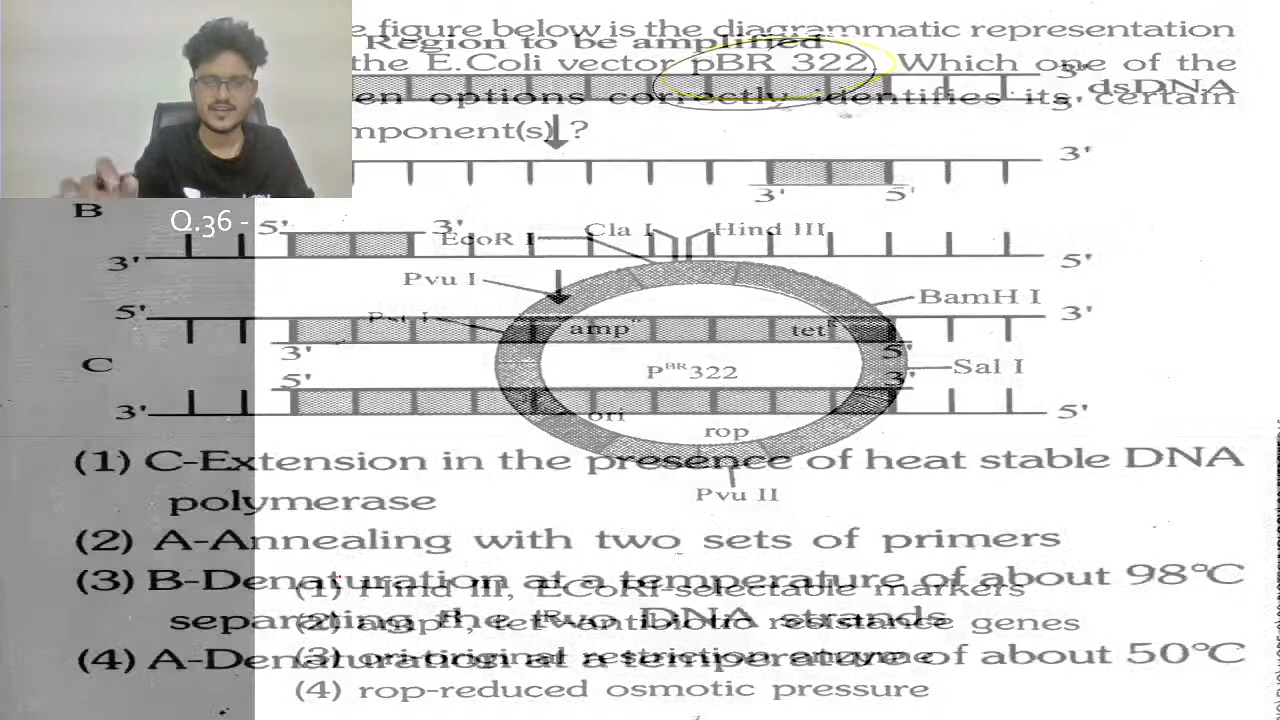 e figure below is the diagrammatic representation
Region to be amplified
the E.Coli vector pBR 322. Which one of the
3'
dsDNA
en options correctly identifies its certain
5'
mponent(s) ?
3'
3' 5'
B
Q.36 -
5' 3'
EcoR I Cla I Hind III
3' 5'
Pvu I
BamH I
5' 3'
Pst I
ampR tetR
3' 5'
C
PBR322
Sal I
5' 3'
3' 5'
ori
rop
(1) C-Extension in the presence of heat stable DNA
polymerase
Pvu II
(2) A-Annealing with two sets of primers
(3) B-Denaturation at a temperature of about 98°C
separating the two DNA strands
(4) A-Denaturation at a temperature of about 50°C
(1) Hind III, ECoRI-selectable markers
(2) ampR, tetR-antibiotic resistance genes
(3) ori-original restriction enzyme
(4) rop-reduced osmotic pressure